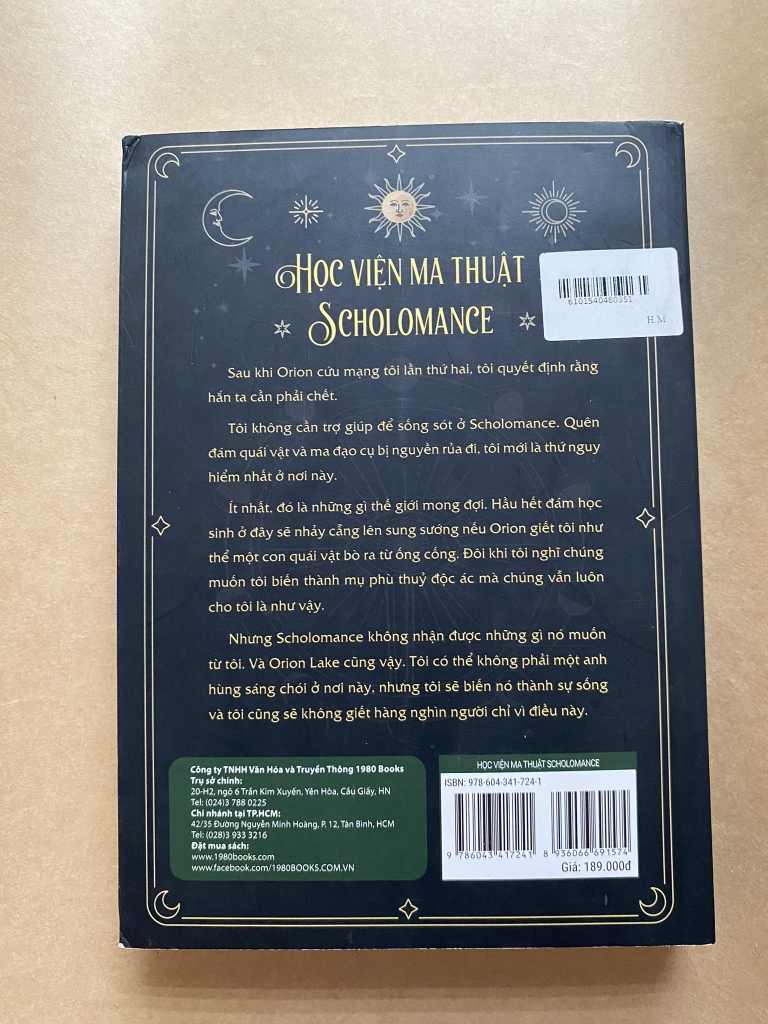 HỌC VIỆN MA THUẬT
SCHOLOMANCE
6101540480351
H.M
Sau khi Orion cứu mạng tôi lần thứ hai, tôi quyết định rằng
hắn ta cần phải chết.
Tôi không cần trợ giúp để sống sót ở Scholomance. Quên
đám quái vật và ma đạo cụ bị nguyền rủa đi, tôi mới là thứ nguy
hiểm nhất ở nơi này.
Ít nhất, đó là những gì thế giới mong đợi. Hầu hết đám học
sinh ở đây sẽ nhảy cẫng lên sung sướng nếu Orion giết tôi như
thể một con quái vật bò ra từ ống cống. Đôi khi tôi nghĩ chúng
muốn tôi biến thành mụ phù thuỷ độc ác mà chúng vẫn luôn
cho tôi là như vậy.
Nhưng Scholomance không nhận được những gì nó muốn
từ tôi. Và Orion Lake cũng vậy. Tôi có thể không phải một anh
hùng sáng chói ở nơi này, nhưng tôi sẽ biến nó thành sự sống
và tôi cũng sẽ không giết hàng nghìn người chỉ vì điều này.
Công ty TNHH Văn Hóa và Truyền Thông 1980 Books
Trụ sở chính:
20-H2, ngõ 6 Trần Kim Xuyến, Yên Hòa, Cầu Giấy, HN
Tel: (024)3 788 0225
Chi nhánh tại TP.HCM:
42/35 Đường Nguyễn Minh Hoàng, P. 12, Tân Bình, HCM
Tel: (028)3 933 3216
Đặt mua sách:
www.1980books.com
www.facebook.com/1980BOOKS.COM.VN
HỌC VIỆN MA THUẬT SCHOLOMANCE
ISBN: 978-604-341-724-1
9 786043 417241
8 936066 691574
Giá: 189.000đ